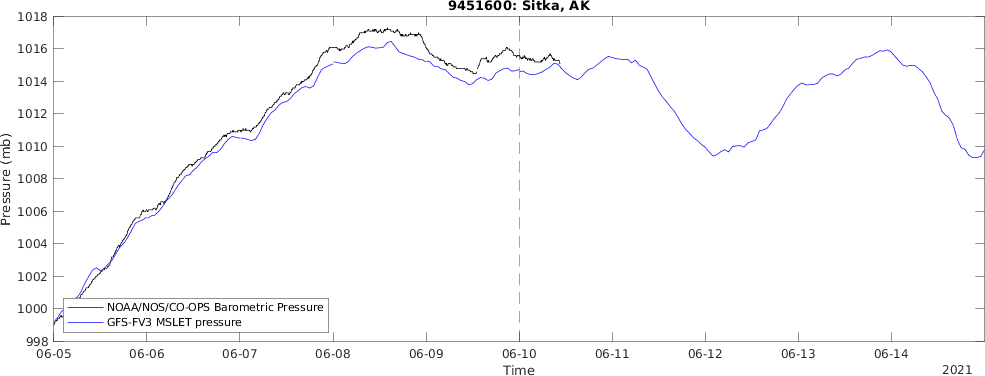 9451600: Sitka, AK
Pressure (mb)
1018
1016
1014
1012
1010
1008
1006
1004
1002
1000
998
NOAA/NOS/CO-OPS Barometric Pressure
GFS-FV3 MSLET pressure
06-05 06-06 06-07 06-08 06-09 06-10 06-11 06-12 06-13 06-14
Time
2021